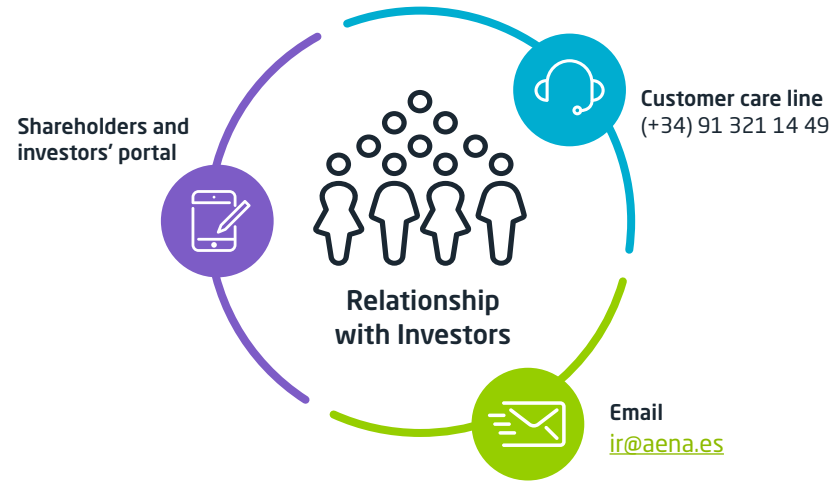 Customer care line
(+34) 91 321 14 49
Shareholders and
investors’ portal
Relationship
with Investors
Email
ir@aena.es